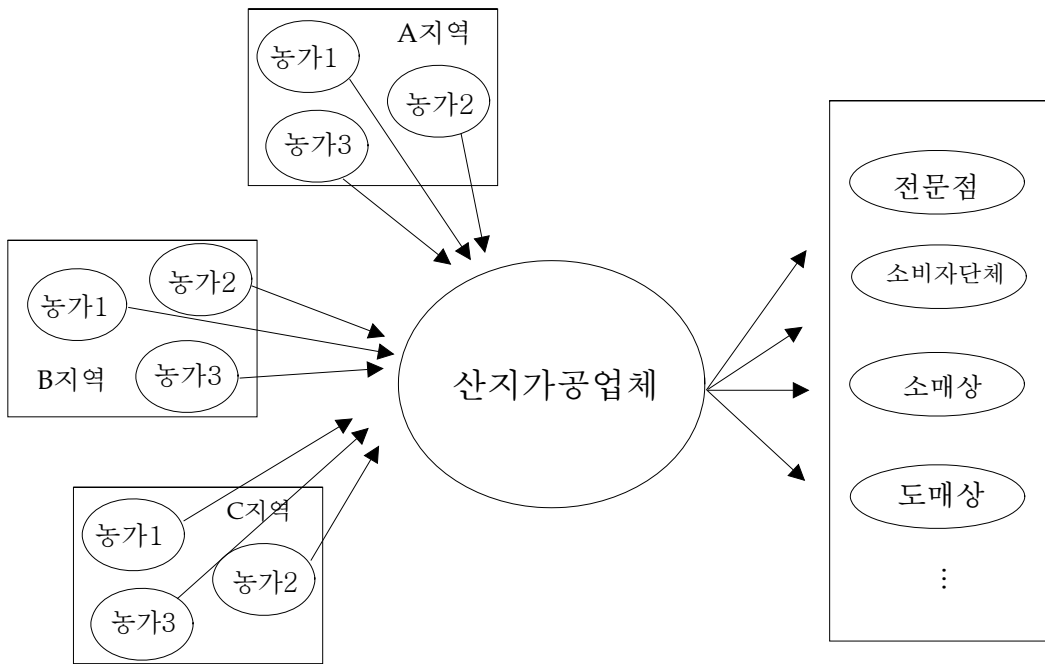 A지역
농가1
농가2
농가3
B지역
농가1
농가2
농가3
C지역
농가1
농가2
농가3
산지가공업체
전문점
소비자단체
소매상
도매상
⋮